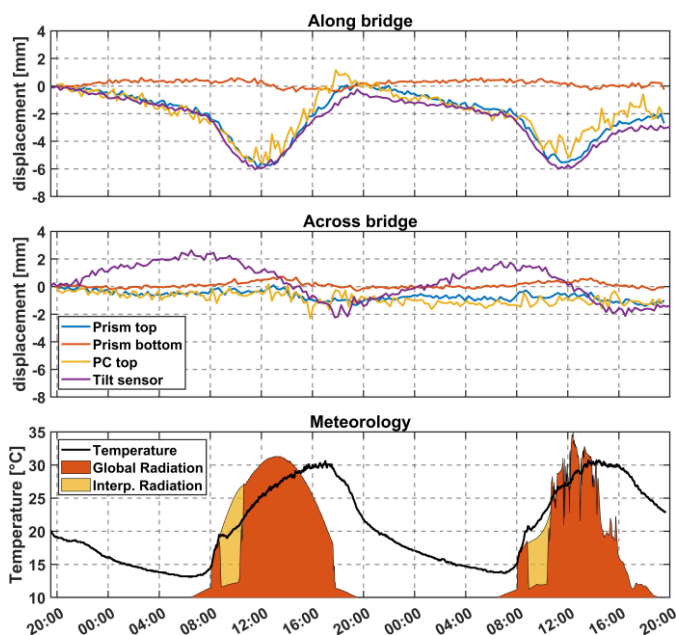 Along bridge
displacement [mm]
4
2
0
-2
-4
-6
-8
Across bridge
displacement [mm]
4
2
0
-2
-4
-6
-8
Prism top
Prism bottom
PC top
Tilt sensor
Meteorology
Temperature [°C]
35
30
25
20
15
10
Temperature
Global Radiation
Interp. Radiation
20:00 00:00 04:00 08:00 12:00 16:00 20:00 00:00 04:00 08:00 12:00 16:00 20:00